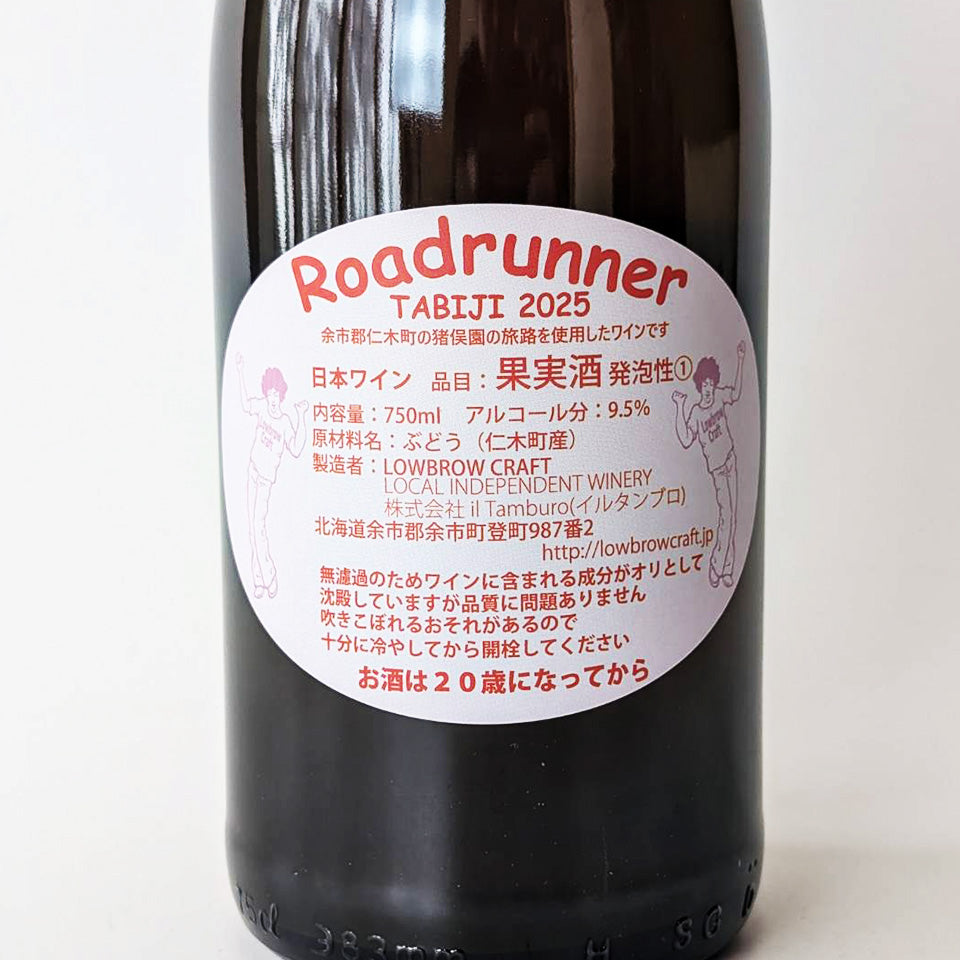 Roadrunner
TABIJI 2025
余市郡仁木町の猪俣園の旅路を使用したワインです
日本ワイン 品目：果実酒 発泡性①
内容量：750ml アルコール分：9.5%
原材料名：ぶどう（仁木町産）
製造者：LOWBROW CRAFT
LOCAL INDEPENDENT WINERY
株式会社 il Tamburo(イルタンブロ)
北海道余市郡余市町登町987番2
http://lowbrowcraft.jp
無濾過のためワインに含まれる成分がオリとして
沈殿していますが品質に問題ありません
吹きこぼれるおそれがあるので
十分に冷やしてから開栓してください
お酒は２０歳になってから
Lowbrow
Craft
Lowbrow
Craft
75cl 383mm H SG